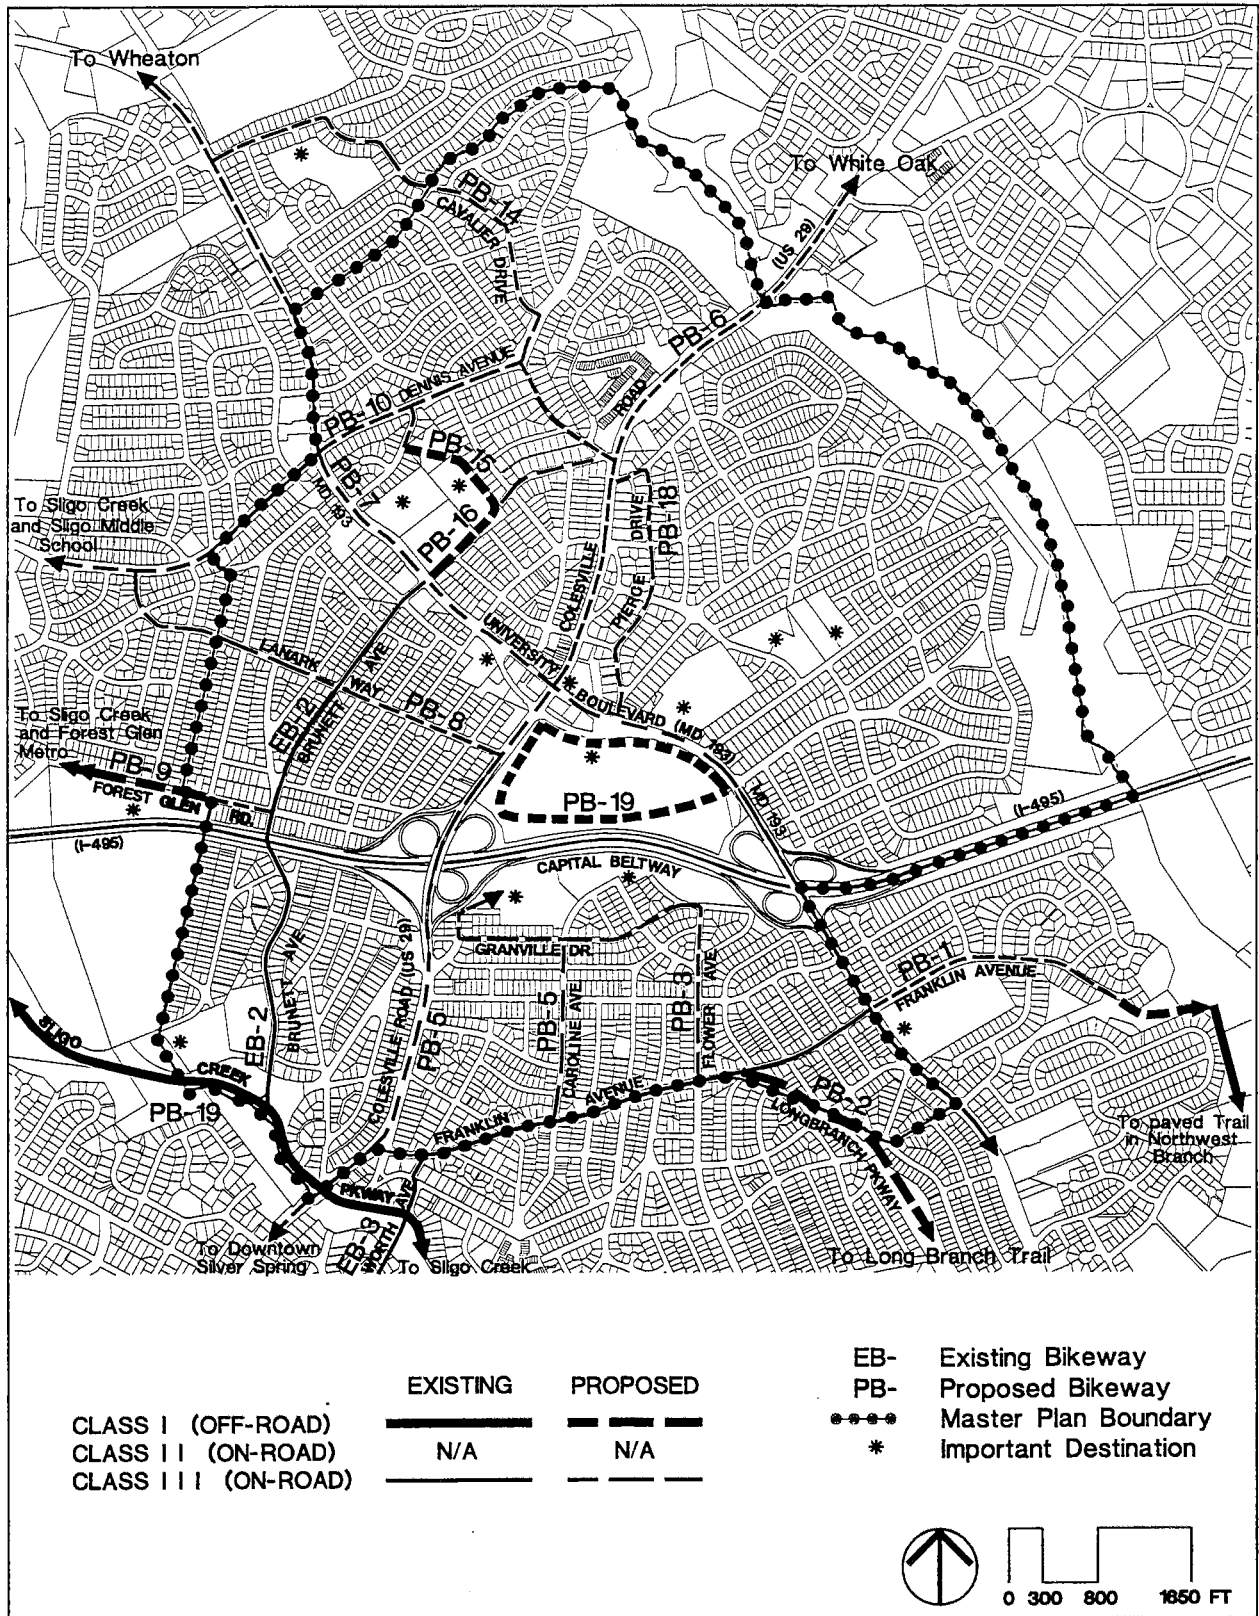 To Wheaton
To White Oak
(US 29)
PB-14
CAVALIER DRIVE
PB-6
ROAD
PB-10 DENNIS AVENUE
PB-15
PB-7
MD 193
PB-16
PB-18
PIERCE DRIVE
COLESVILLE
To Sligo Creek
and Sligo Middle
School
UNIVERSITY
BOULEVARD (MD 193)
LANARK
WAY
PB-8
EB-2
BRUNETT AVE
To Sligo Creek
and Forest Glen
Metro
PB-9
FOREST GLEN
RD.
PB-19
MD 193
(I-495)
(I-495)
CAPITAL BELTWAY
GRANVILLE DR.
COLESVILLE ROAD (US 29)
PB-5
PB-5
CAROLINE AVE
PB-3
FLOWER AVE
PB-1
FRANKLIN AVENUE
EB-2
BRUNETT AVE
SLIGO
CREEK
PB-19
FRANKLIN
AVENUE
PB-2
LONGBRANCH PKWAY
To paved Trail
in Northwest
Branch
PKWAY
EB-3
WORTH AVE
To Downtown
Silver Spring
To Sligo Creek
To Long Branch Trail
EXISTING PROPOSED
CLASS I (OFF-ROAD)
CLASS II (ON-ROAD) N/A N/A
CLASS III (ON-ROAD)
EB- Existing Bikeway
PB- Proposed Bikeway
Master Plan Boundary
* Important Destination
0 300 800 1650 FT